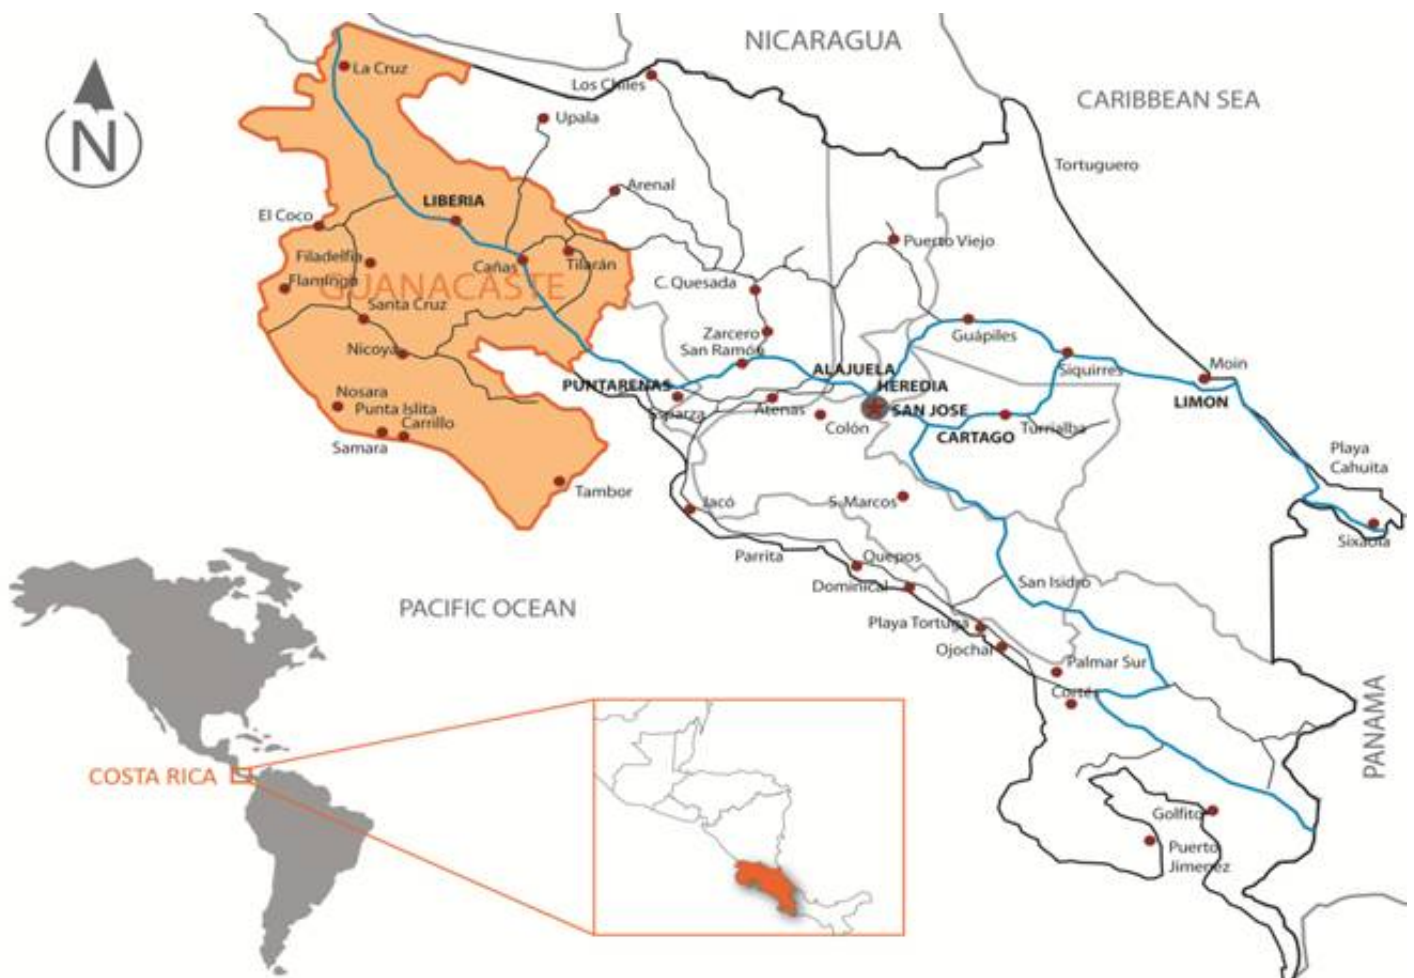 NICARAGUA
La Cruz
Los Chiles
CARIBBEAN SEA
N
Upala
Tortuguero
Arenal
LIBERIA
El Coco
Puerto Viejo
Filadelfia
Cañas
Tilarán
Flamingo
GUANACASTE
C. Quesada
Santa Cruz
Zarcero
Guápiles
San Ramón
Nicoya
ALAJUELA
Siquirres
Moin
PUNTARENAS
HEREDIA
Nosara
Punta Islita
Esparza
Atenas
SAN JOSE
LIMON
Carrillo
Colón
CARTAGO
Turrialba
Samara
Playa
Cahuita
Tambor
Jacó
S. Marcos
Sixaola
Parrita
Quepos
Dominical
San Isidro
PACIFIC OCEAN
Playa Tortuga
Ojochal
Palmar Sur
Cortés
PANAMA
COSTA RICA
Golfito
Puerto
Jimenez